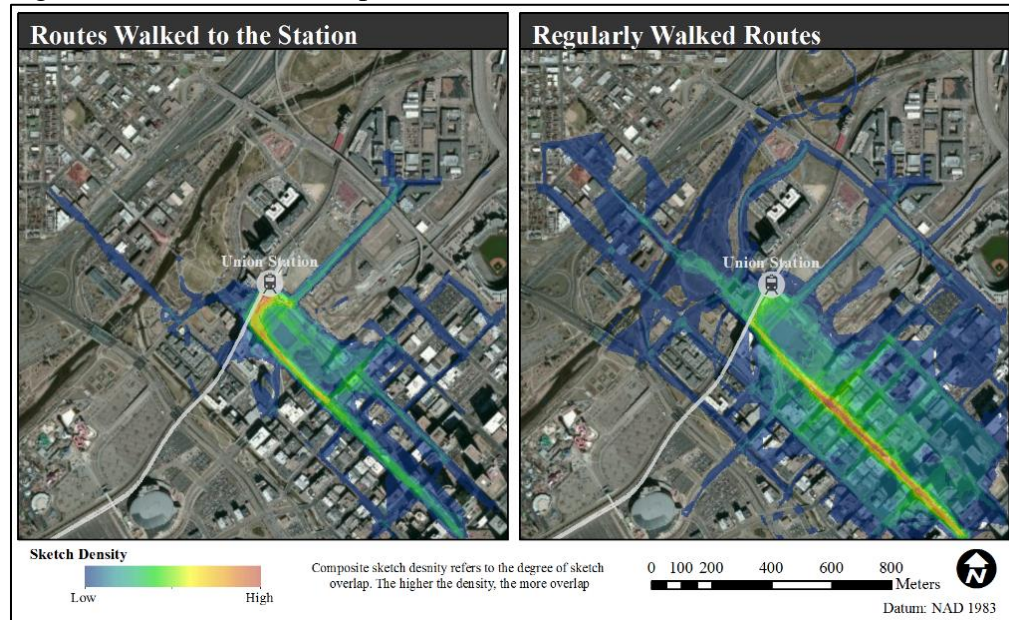 Routes Walked to the Station
Regularly Walked Routes
Union Station
Union Station
Sketch Density
Low
High
Composite sketch desnity refers to the degree of sketch
overlap. The higher the density, the more overlap
0 100 200 400 600 800
Meters
N
Datum: NAD 1983